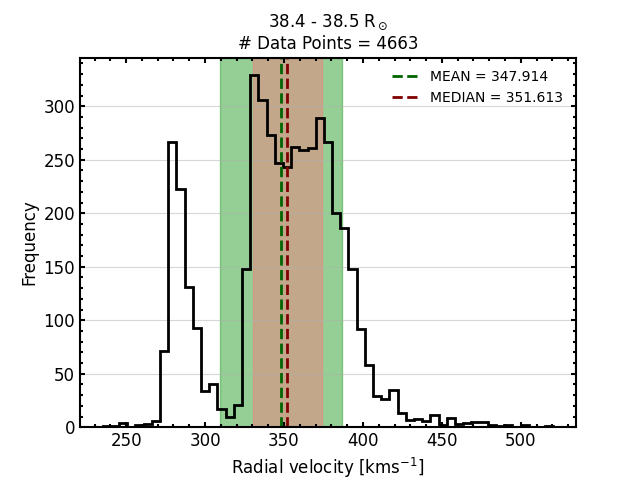 38.4 - 38.5 R⊙
# Data Points = 4663
MEAN = 347.914
MEDIAN = 351.613
Frequency
300
250
200
150
100
50
0
250 300 350 400 450 500
Radial velocity [kms⁻¹]